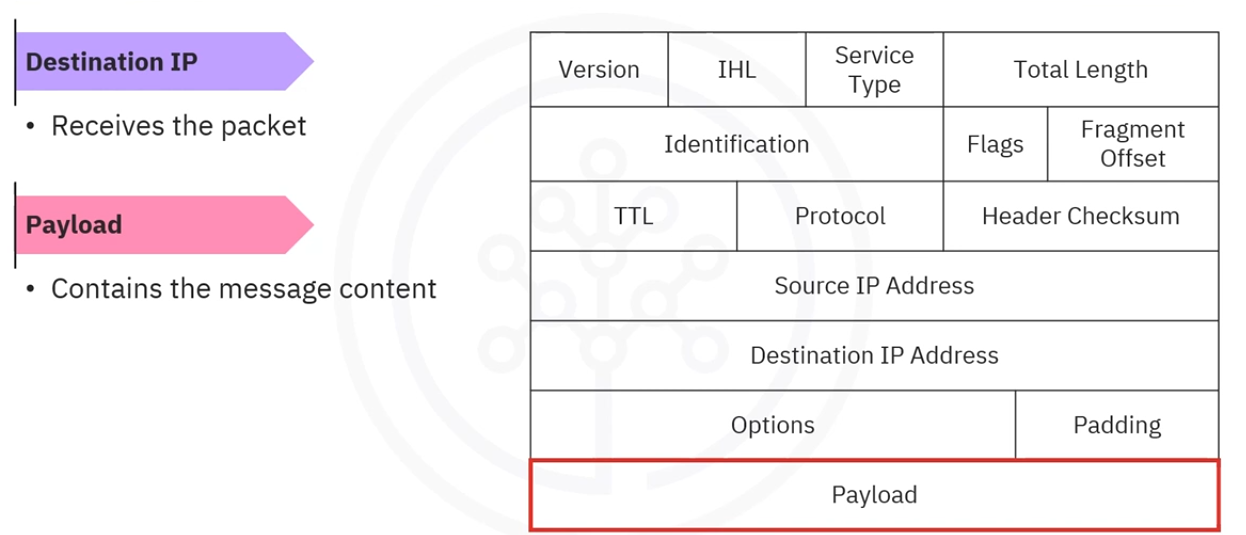 Destination IP
• Receives the packet
Payload
• Contains the message content
Version IHL Service Type Total Length
Identification Flags Fragment Offset
TTL Protocol Header Checksum
Source IP Address
Destination IP Address
Options Padding
Payload